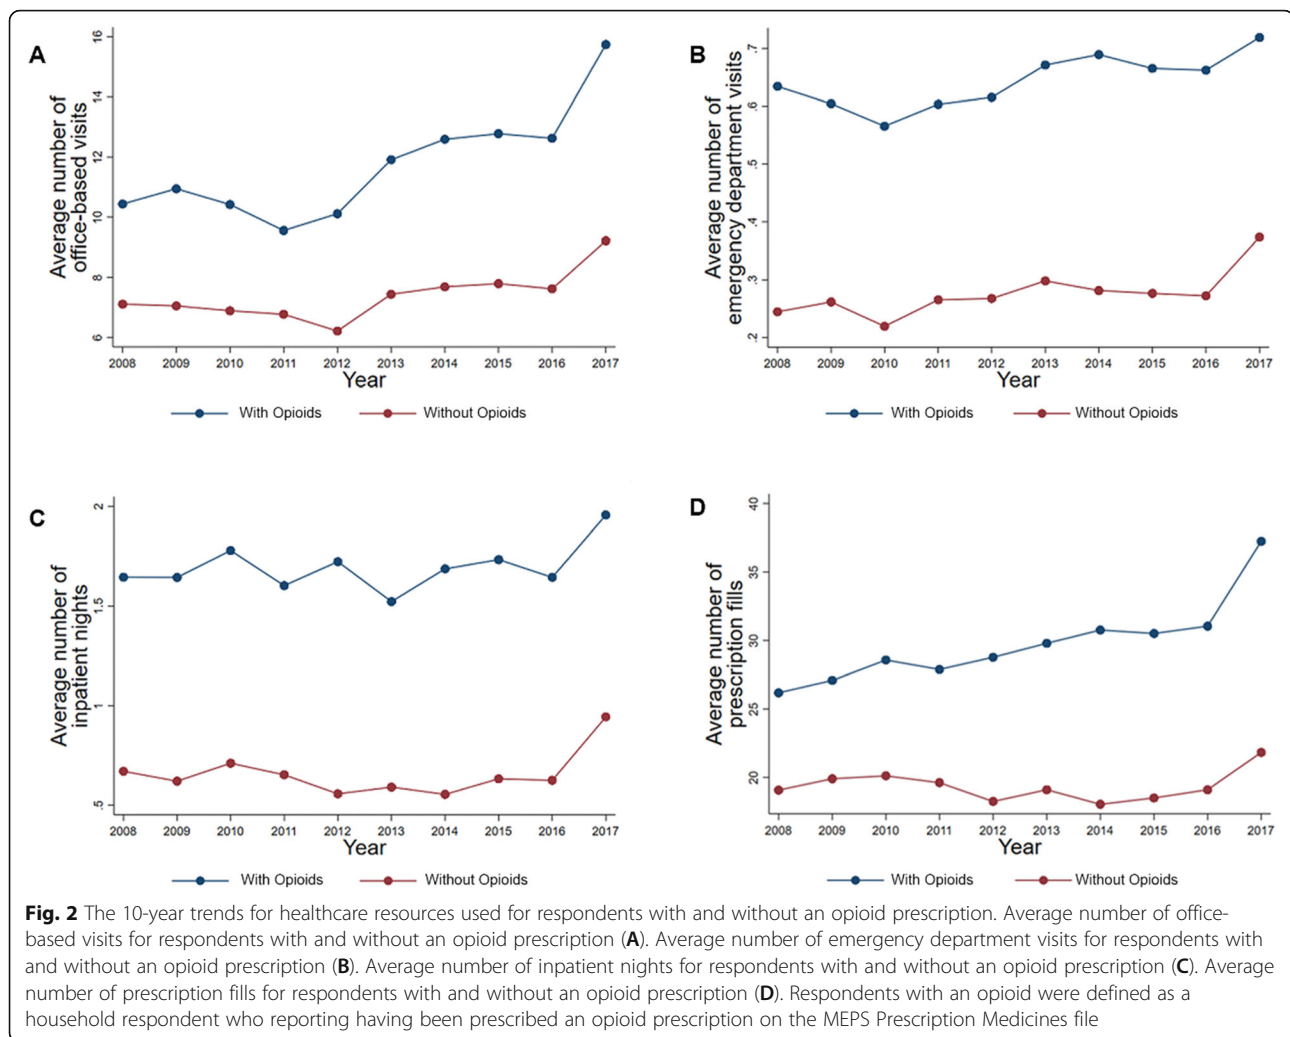 A
Average number of
office-based visits
16
14
12
10
8
6
2008 2009 2010 2011 2012 2013 2014 2015 2016 2017
Year
With Opioids Without Opioids
B
Average number of
emergency department visits
.7
.6
.5
.4
.3
.2
2008 2009 2010 2011 2012 2013 2014 2015 2016 2017
Year
With Opioids Without Opioids
C
Average number of
inpatient nights
2
1.5
1
.5
2008 2009 2010 2011 2012 2013 2014 2015 2016 2017
Year
With Opioids Without Opioids
D
Average number of
prescription fills
40
35
30
25
20
2008 2009 2010 2011 2012 2013 2014 2015 2016 2017
Year
With Opioids Without Opioids
Fig. 2 The 10-year trends for healthcare resources used for respondents with and without an opioid prescription. Average number of office-
based visits for respondents with and without an opioid prescription (A). Average number of emergency department visits for respondents with
and without an opioid prescription (B). Average number of inpatient nights for respondents with and without an opioid prescription (C). Average
number of prescription fills for respondents with and without an opioid prescription (D). Respondents with an opioid were defined as a
household respondent who reporting having been prescribed an opioid prescription on the MEPS Prescription Medicines file